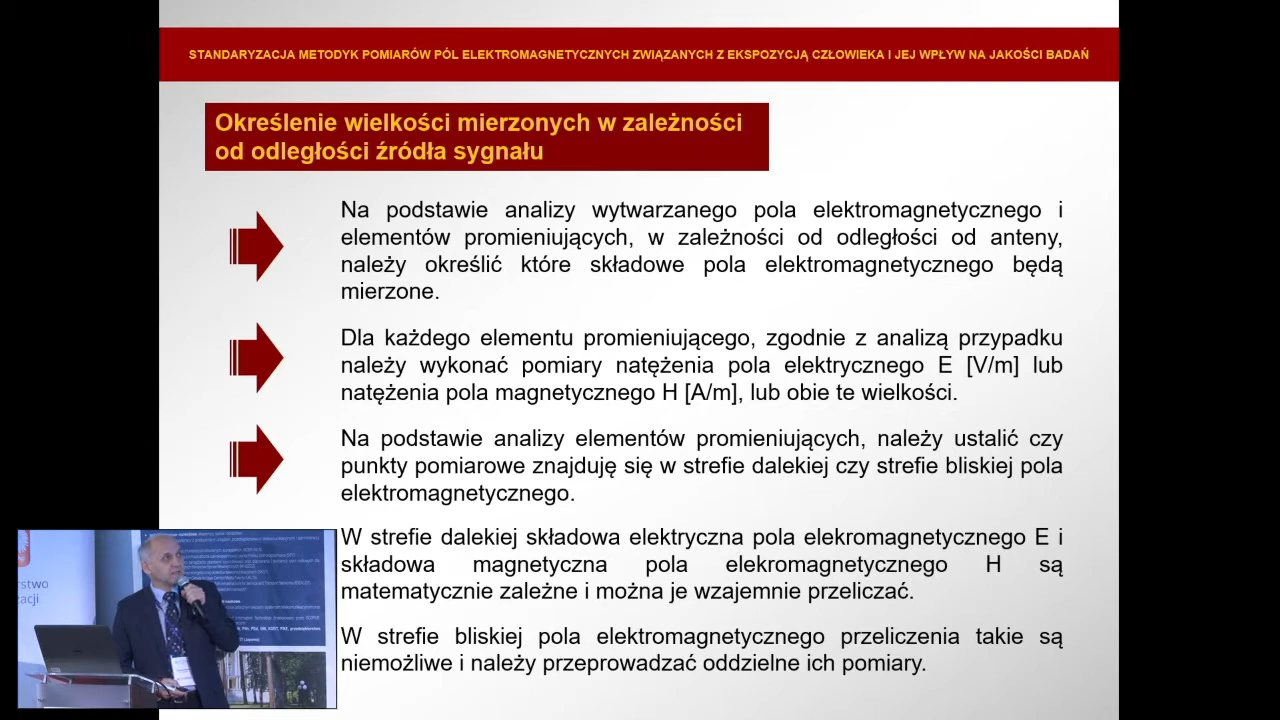 STANDARYZACJA METODYK POMIARÓW PÓL ELEKTROMAGNETYCZNYCH ZWIĄZANYCH Z EKSPOZYCJĄ CZŁOWIEKA I JEJ WPŁYW NA JAKOŚCI BADAŃ
Określenie wielkości mierzonych w zależności
od odległości źródła sygnału
Na podstawie analizy wytwarzanego pola elektromagnetycznego i
elementów promieniujących, w zależności od odległości od anteny,
należy określić które składowe pola elektromagnetycznego będą
mierzone.
Dla każdego elementu promieniującego, zgodnie z analizą przypadku
należy wykonać pomiary natężenia pola elektrycznego E [V/m] lub
natężenia pola magnetycznego H [A/m], lub obie te wielkości.
Na podstawie analizy elementów promieniujących, należy ustalić czy
punkty pomiarowe znajduję się w strefie dalekiej czy strefie bliskiej pola
elektromagnetycznego.
W strefie dalekiej składowa elektryczna pola elekromagnetycznego E i
składowa magnetyczna pola elekromagnetycznego H są
matematycznie zależne i można je wzajemnie przeliczać.
W strefie bliskiej pola elektromagnetycznego przeliczenia takie są
niemożliwe i należy przeprowadzać oddzielne ich pomiary.
rstwo
zacji